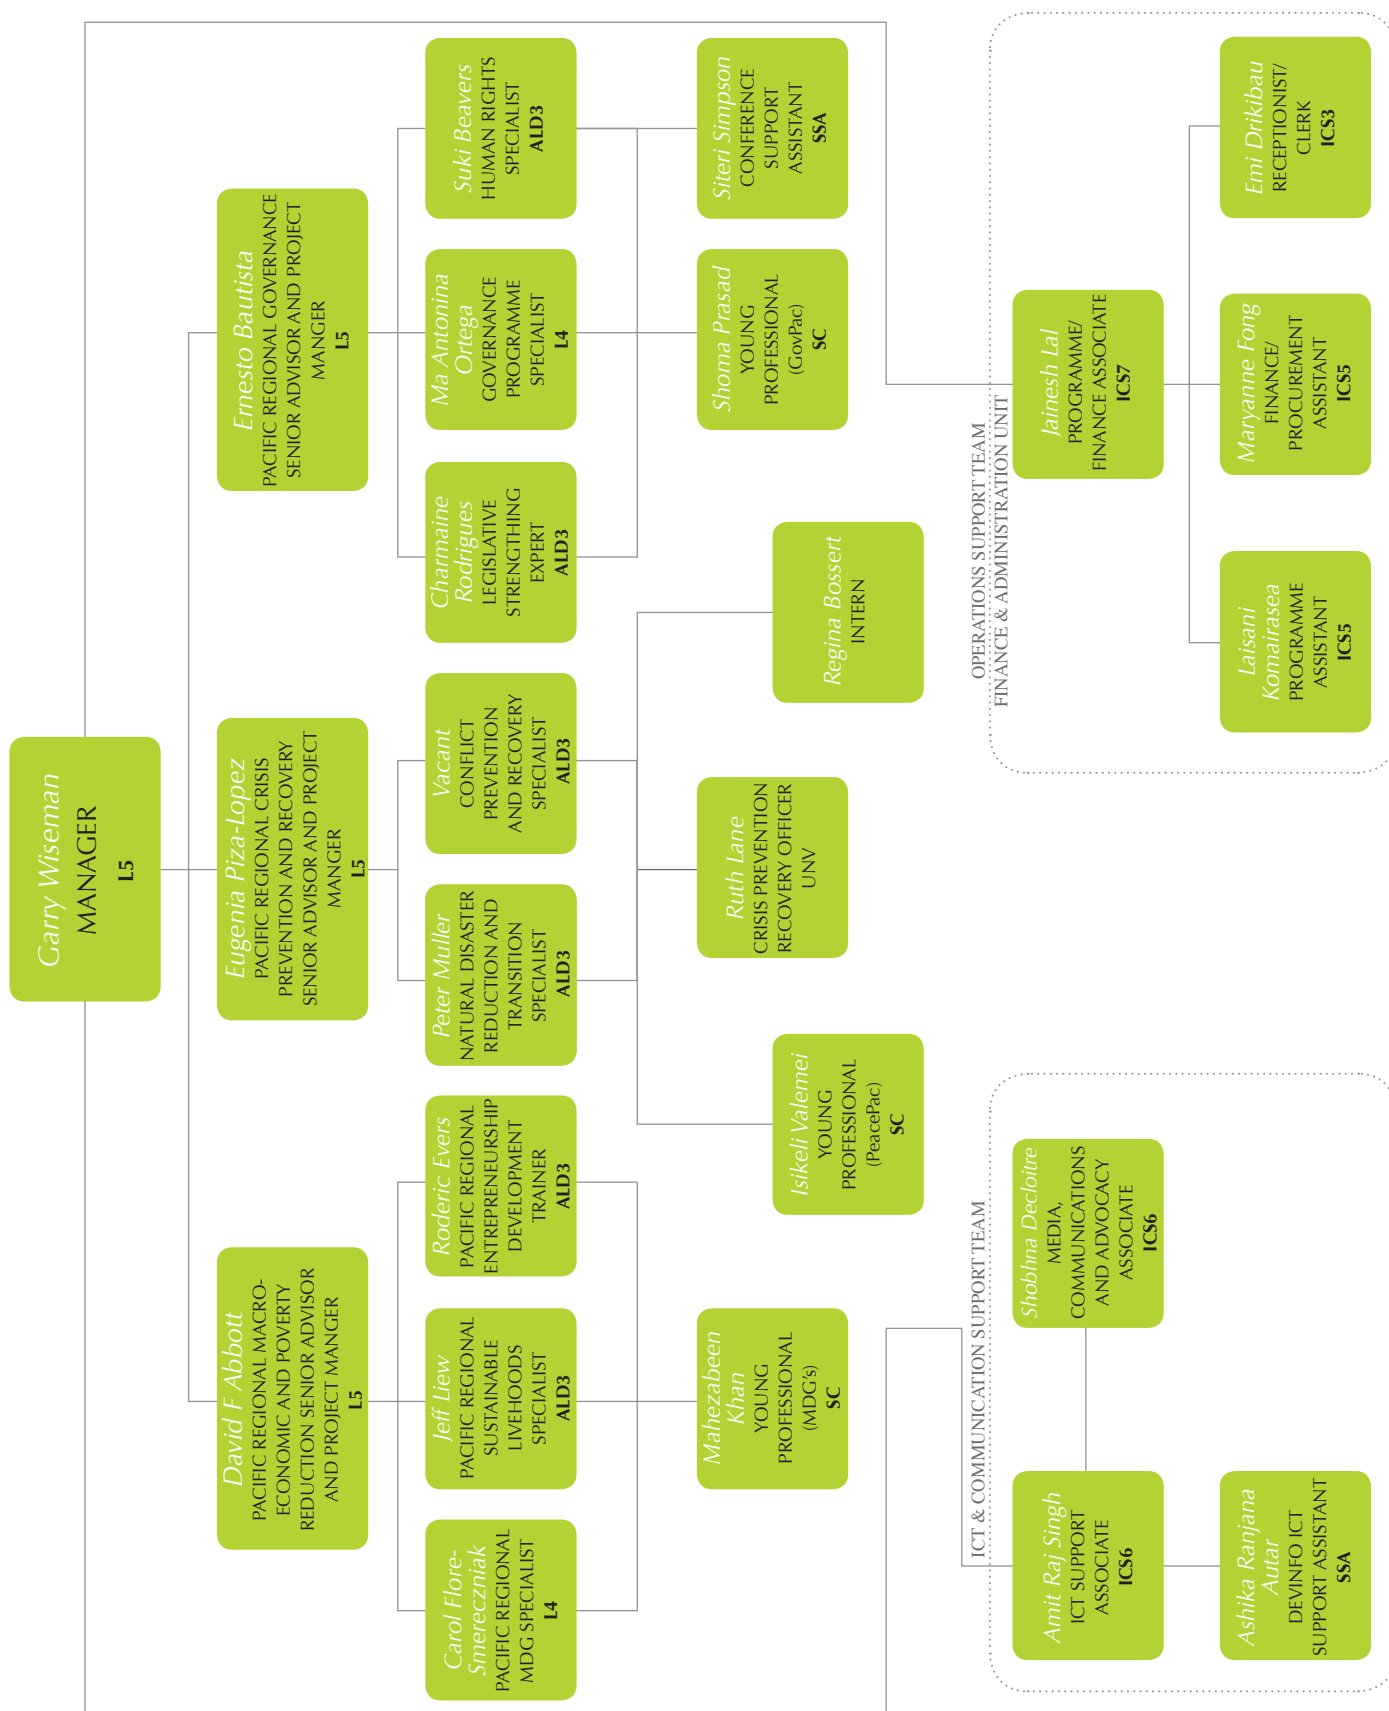 Garry Wiseman
MANAGER
L5
David F Abbott
PACIFIC REGIONAL MACRO-
ECONOMIC AND POVERTY
REDUCTION SENIOR ADVISOR
AND PROJECT MANGER
L5
Eugenia Piza-Lopez
PACIFIC REGIONAL CRISIS
PREVENTION AND RECOVERY
SENIOR ADVISOR AND PROJECT
MANGER
L5
Ernesto Bautista
PACIFIC REGIONAL GOVERNANCE
SENIOR ADVISOR AND PROJECT
MANGER
L5
Carol Flore-
Smereczniak
PACIFIC REGIONAL
MDG SPECIALIST
L4
Jeff Liew
PACIFIC REGIONAL
SUSTAINABLE
LIVEHOODS
SPECIALIST
ALD3
Roderic Evers
PACIFIC REGIONAL
ENTREPRENEURSHIP
DEVELOPMENT
TRAINER
ALD3
Peter Muller
NATURAL DISASTER
REDUCTION AND
TRANSITION
SPECIALIST
ALD3
Vacant
CONFLICT
PREVENTION
AND RECOVERY
SPECIALIST
ALD3
Charmaine
Rodrigues
LEGISLATIVE
STRENGTHING
EXPERT
ALD3
Ma Antonina
Ortega
GOVERNANCE
PROGRAMME
SPECIALIST
L4
Suki Beavers
HUMAN RIGHTS
SPECIALIST
ALD3
Mahezabeen
Khan
YOUNG
PROFESSIONAL
(MDG's)
SC
Isikeli Valemei
YOUNG
PROFESSIONAL
(PeacePac)
SC
Ruth Lane
CRISIS PREVENTION
RECOVERY OFFICER
UNV
Regina Bossert
INTERN
Shoma Prasad
YOUNG
PROFESSIONAL
(GovPac)
SC
Siteri Simpson
CONFERENCE
SUPPORT
ASSISTANT
SSA
ICT & COMMUNICATION SUPPORT TEAM
Amit Raj Singh
ICT SUPPORT
ASSOCIATE
ICS6
Shobhna Decloitre
MEDIA,
COMMUNICATIONS
AND ADVOCACY
ASSOCIATE
ICS6
Ashika Ranjana
Autar
DEVINFO ICT
SUPPORT ASSISTANT
SSA
OPERATIONS SUPPORT TEAM
FINANCE & ADMINISTRATION UNIT
Jainesh Lal
PROGRAMME/
FINANCE ASSOCIATE
ICS7
Laisani
Komairasea
PROGRAMME
ASSISTANT
ICS5
Maryanne Fong
FINANCE/
PROCUREMENT
ASSISTANT
ICS5
Emi Drikibau
RECEPTIONIST/
CLERK
ICS3